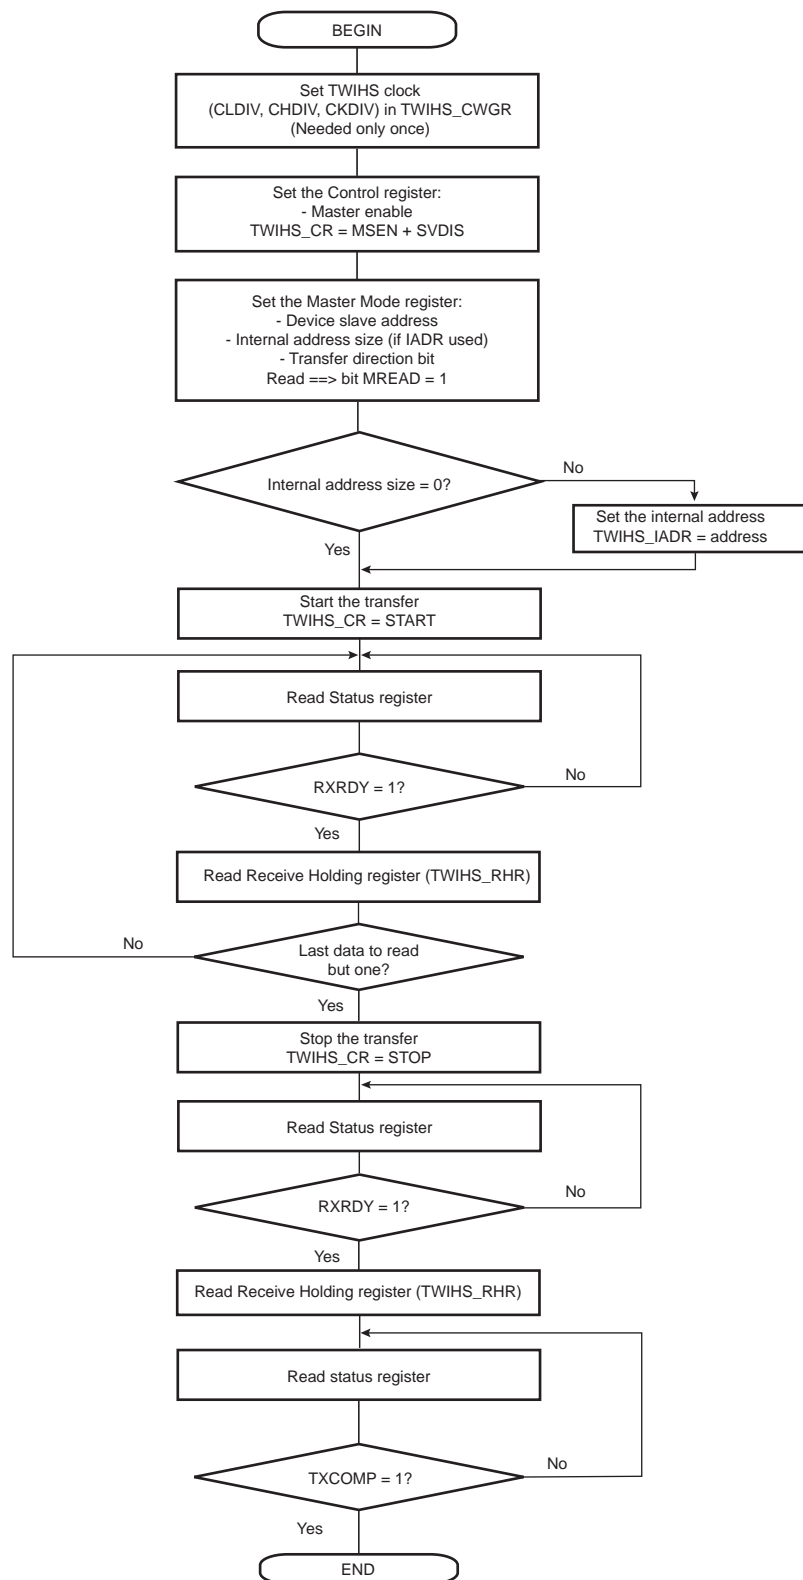 BEGIN
Set TWIHS clock
(CLDIV, CHDIV, CKDIV) in TWIHS_CWGR
(Needed only once)
Set the Control register:
- Master enable
TWIHS_CR = MSEN + SVDIS
Set the Master Mode register:
- Device slave address
- Internal address size (if IADR used)
- Transfer direction bit
Read ==> bit MREAD = 1
Internal address size = 0?
No
Set the internal address
TWIHS_IADR = address
Yes
Start the transfer
TWIHS_CR = START
Read Status register
RXRDY = 1?
No
Yes
Read Receive Holding register (TWIHS_RHR)
No
Last data to read
but one?
Yes
Stop the transfer
TWIHS_CR = STOP
Read Status register
RXRDY = 1?
No
Yes
Read Receive Holding register (TWIHS_RHR)
Read status register
TXCOMP = 1?
No
Yes
END